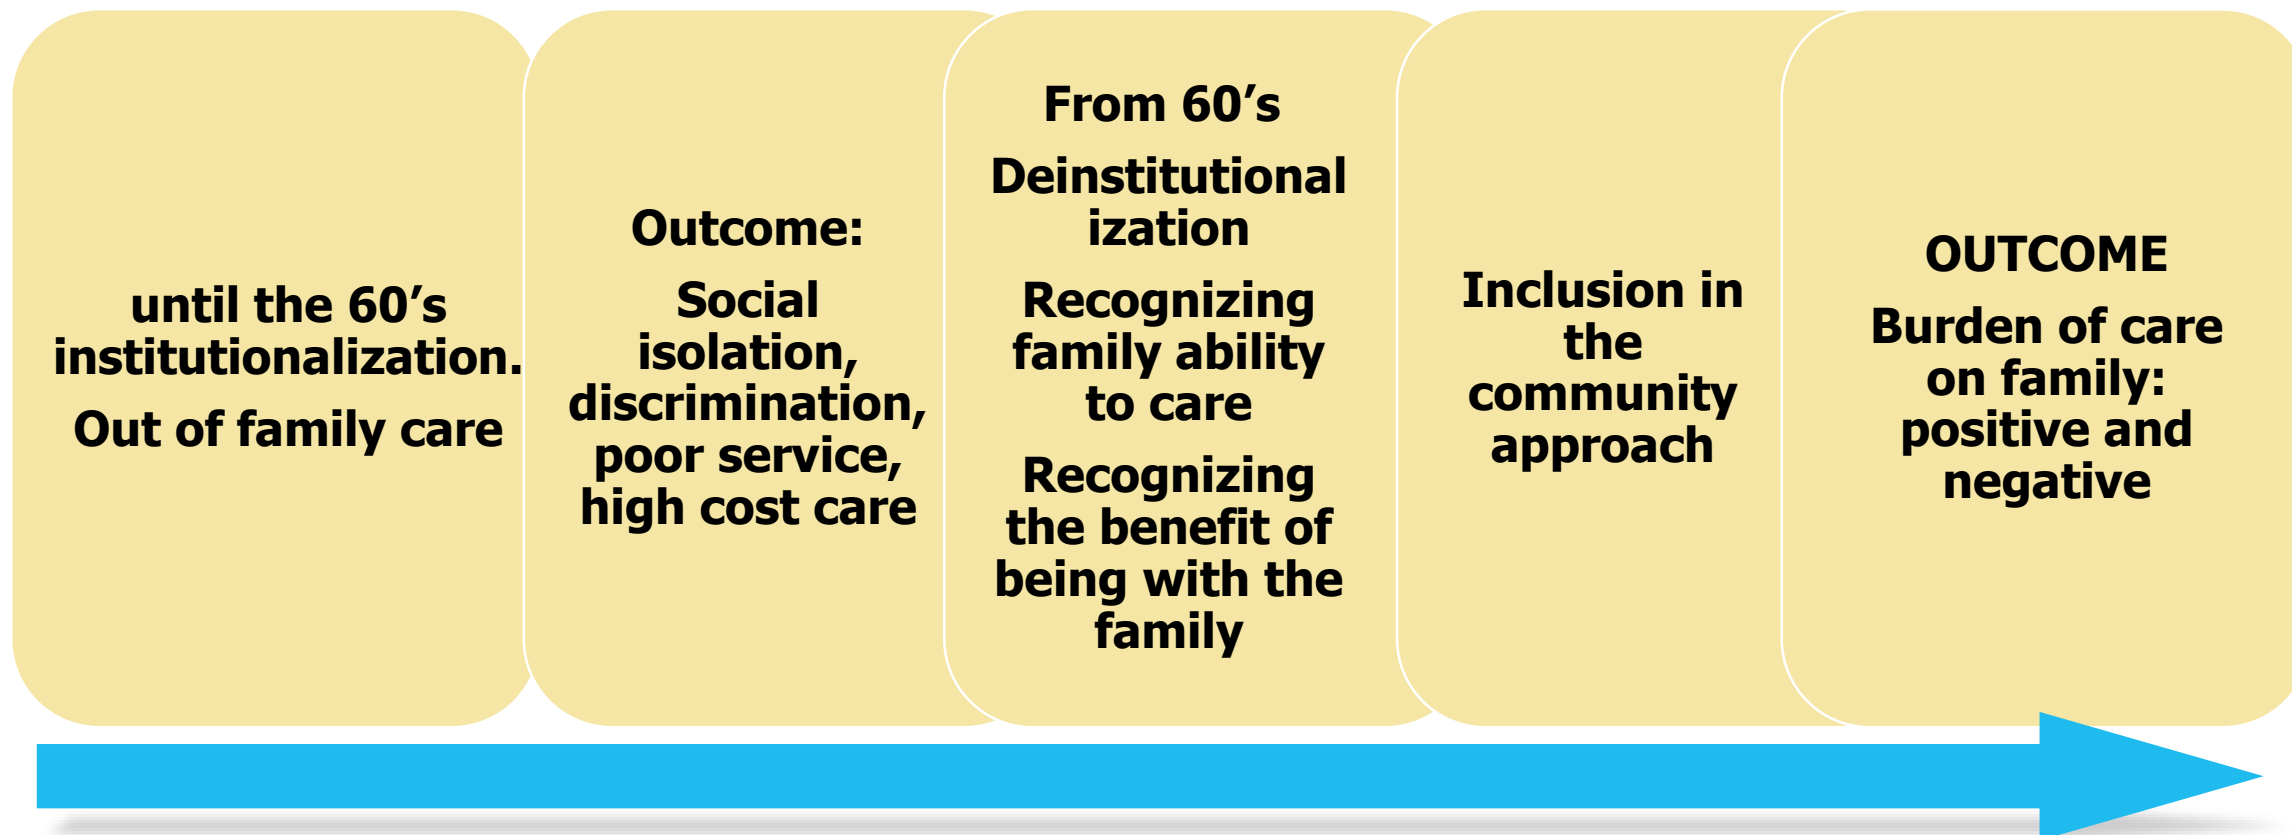 until the 60’s
institutionalization.
Out of family care
Outcome:
Social
isolation,
discrimination,
poor service,
high cost care
From 60’s
Deinstitutional
ization
Recognizing
family ability
to care
Recognizing
the benefit of
being with the
family
Inclusion in
the
community
approach
OUTCOME
Burden of care
on family:
positive and
negative